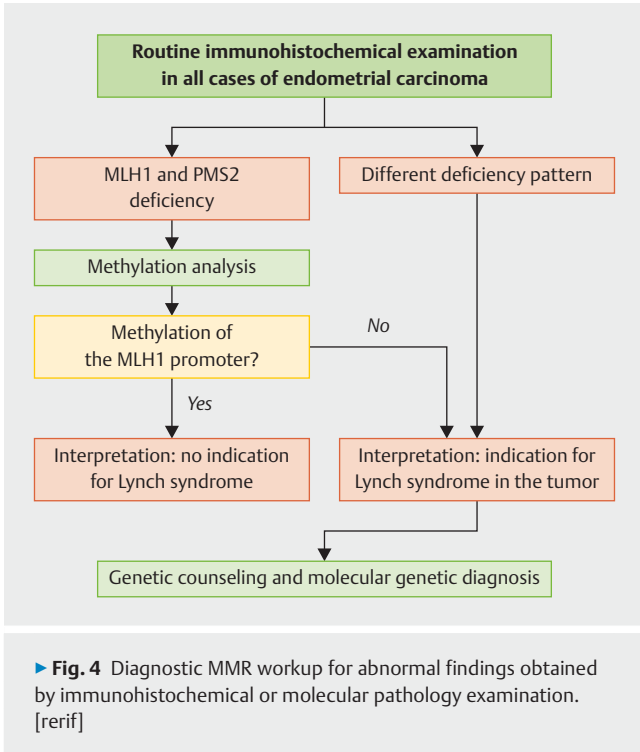 Routine immunohistochemical examination
in all cases of endometrial carcinoma
MLH1 and PMS2
deficiency
Different deficiency pattern
Methylation analysis
Methylation of
the MLH1 promoter?
No
Yes
Interpretation: no indication
for Lynch syndrome
Interpretation: indication for
Lynch syndrome in the tumor
Genetic counseling and molecular genetic diagnosis
▶ Fig. 4 Diagnostic MMR workup for abnormal findings obtained
by immunohistochemical or molecular pathology examination.
[rerif]